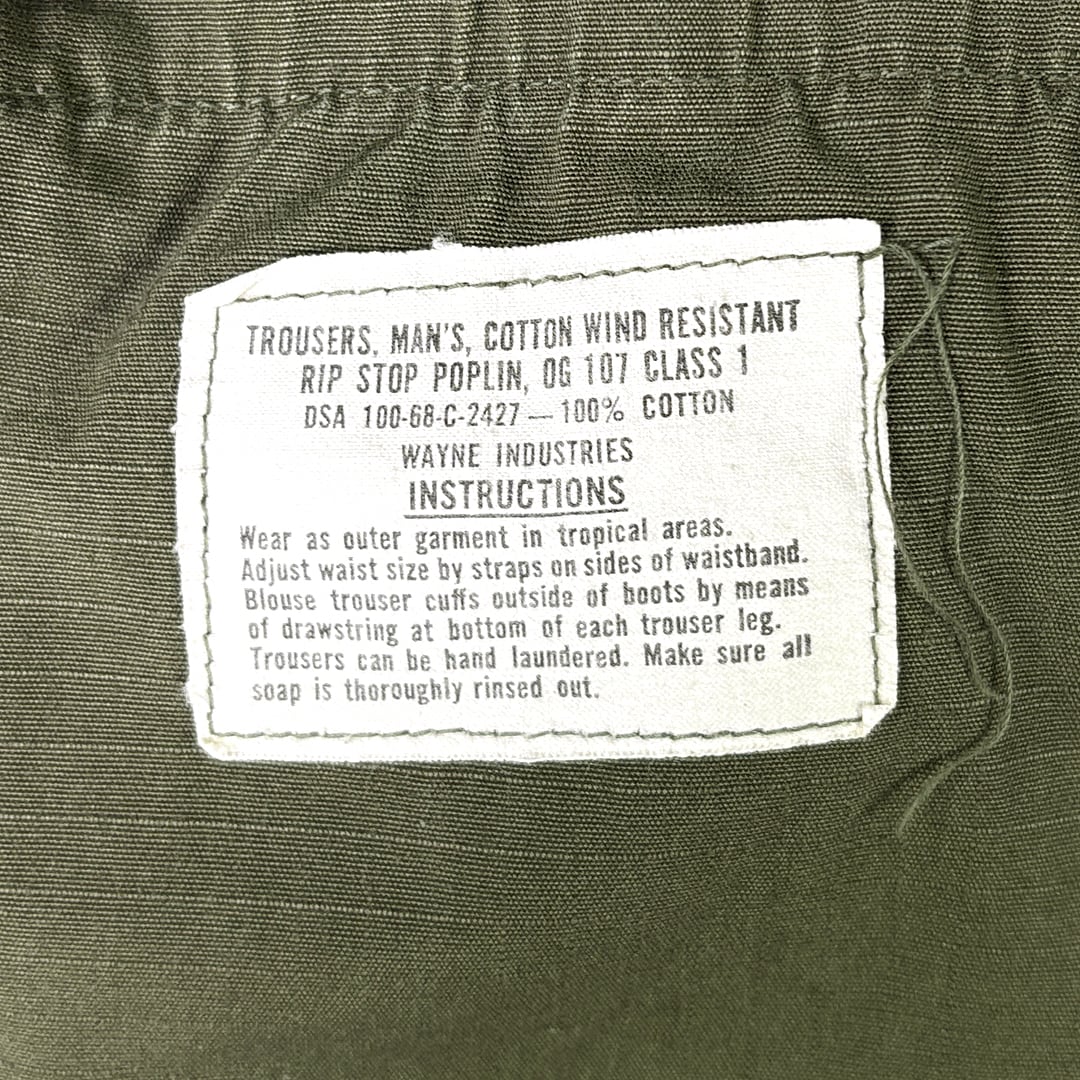 TROUSERS, MAN'S, COTTON WIND RESISTANT
RIP STOP POPLIN, OG 107 CLASS 1
DSA 100-68-C-2427 — 100% COTTON
WAYNE INDUSTRIES
INSTRUCTIONS
Wear as outer garment in tropical areas.
Adjust waist size by straps on sides of waistband.
Blouse trouser cuffs outside of boots by means
of drawstring at bottom of each trouser leg.
Trousers can be hand laundered. Make sure all
soap is thoroughly rinsed out.